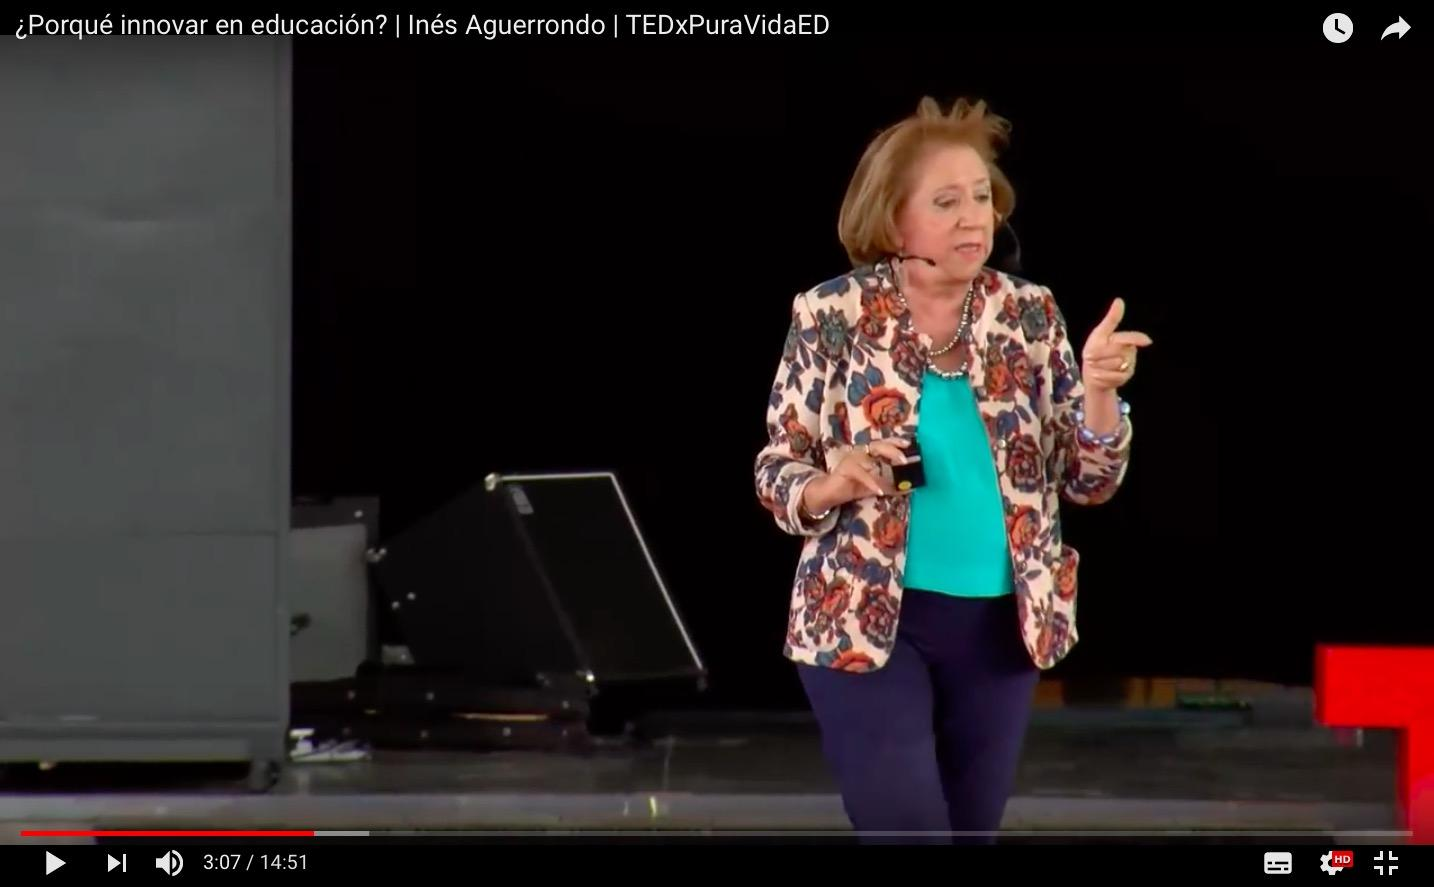 ¿Porqué innovar en educación? | Inés Aguerrondo | TEDxPuraVidaED
T
3:07 / 14:51
HD